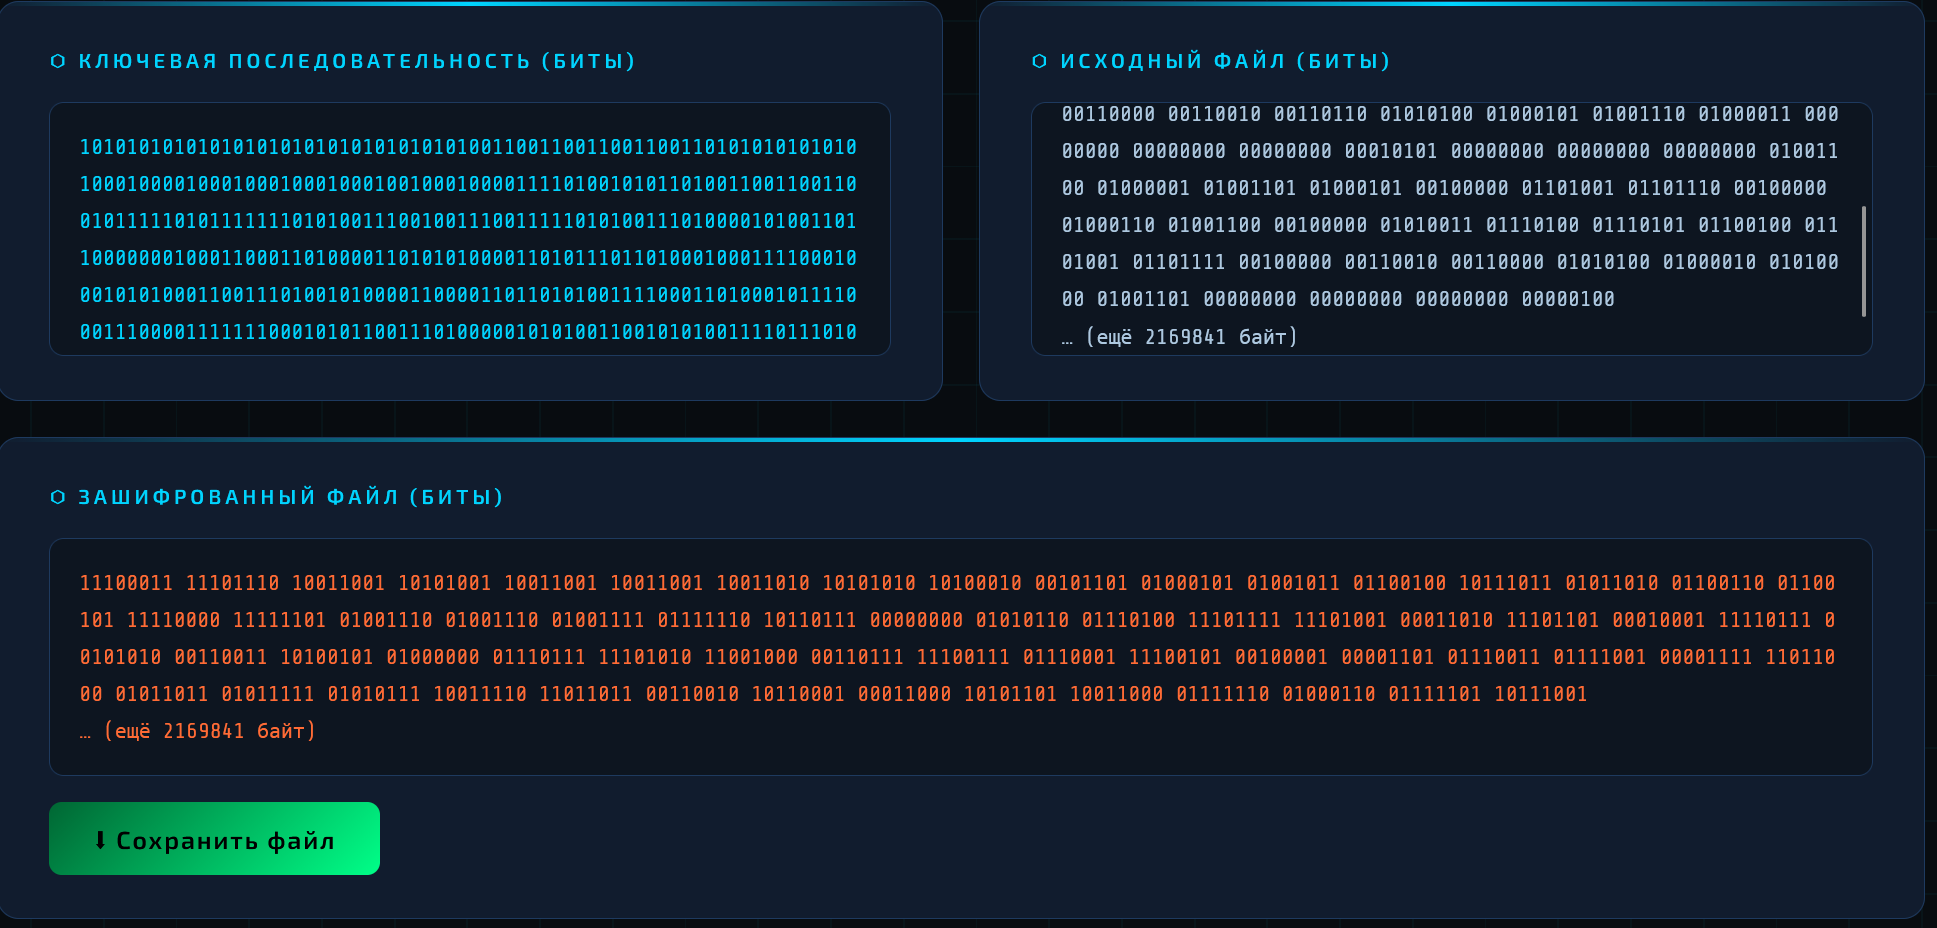 КЛЮЧЕВАЯ ПОСЛЕДОВАТЕЛЬНОСТЬ (БИТЫ)
101010101010101010101010101010101001100110011001100110101010101010
100010000100010001000100010010001000011110100101011010011001100110
010111110101111111010100111001001110011111010100111010000101001101
100000001000110001101000011010101000011010111011010001000111100010
001010100011001110100101000011000011011010100111100011010001011110
001110000111111100010101100111010000010101001100101010011110111010
ИСХОДНЫЙ ФАЙЛ (БИТЫ)
00110000 00110010 00110110 01010100 01000101 01001110 01000011 000
00000 00000000 00000000 00010101 00000000 00000000 00000000 010011
00 01000001 01001101 01000101 00100000 01101001 01101110 00100000
01000110 01001100 00100000 01010011 01110100 01110101 01100100 011
01001 01101111 00100000 00110010 00110000 01010100 01000010 010100
00 01001101 00000000 00000000 00000000 00000100
… (ещё 2169841 байт)
ЗАШИФРОВАННЫЙ ФАЙЛ (БИТЫ)
11100011 11101110 10011001 10101001 10011001 10011001 10011010 10101010 10100010 00101101 01000101 01001011 01100100 10111011 01011010 01100110 01100
101 11110000 11111101 01001110 01001110 01001111 01111110 10110111 00000000 01010110 01110100 11101111 11101001 00011010 11101101 00010001 11110111 0
0101010 00110011 10100101 01000000 01110111 11101010 11001000 00110111 11100111 01110001 11100101 00100001 00001101 01110011 01111001 00001111 110110
00 01011011 01011111 01010111 10011110 11011011 00110010 10110001 00011000 10101101 10011000 01111110 01000110 01111101 10111001
… (ещё 2169841 байт)
⬇ Сохранить файл